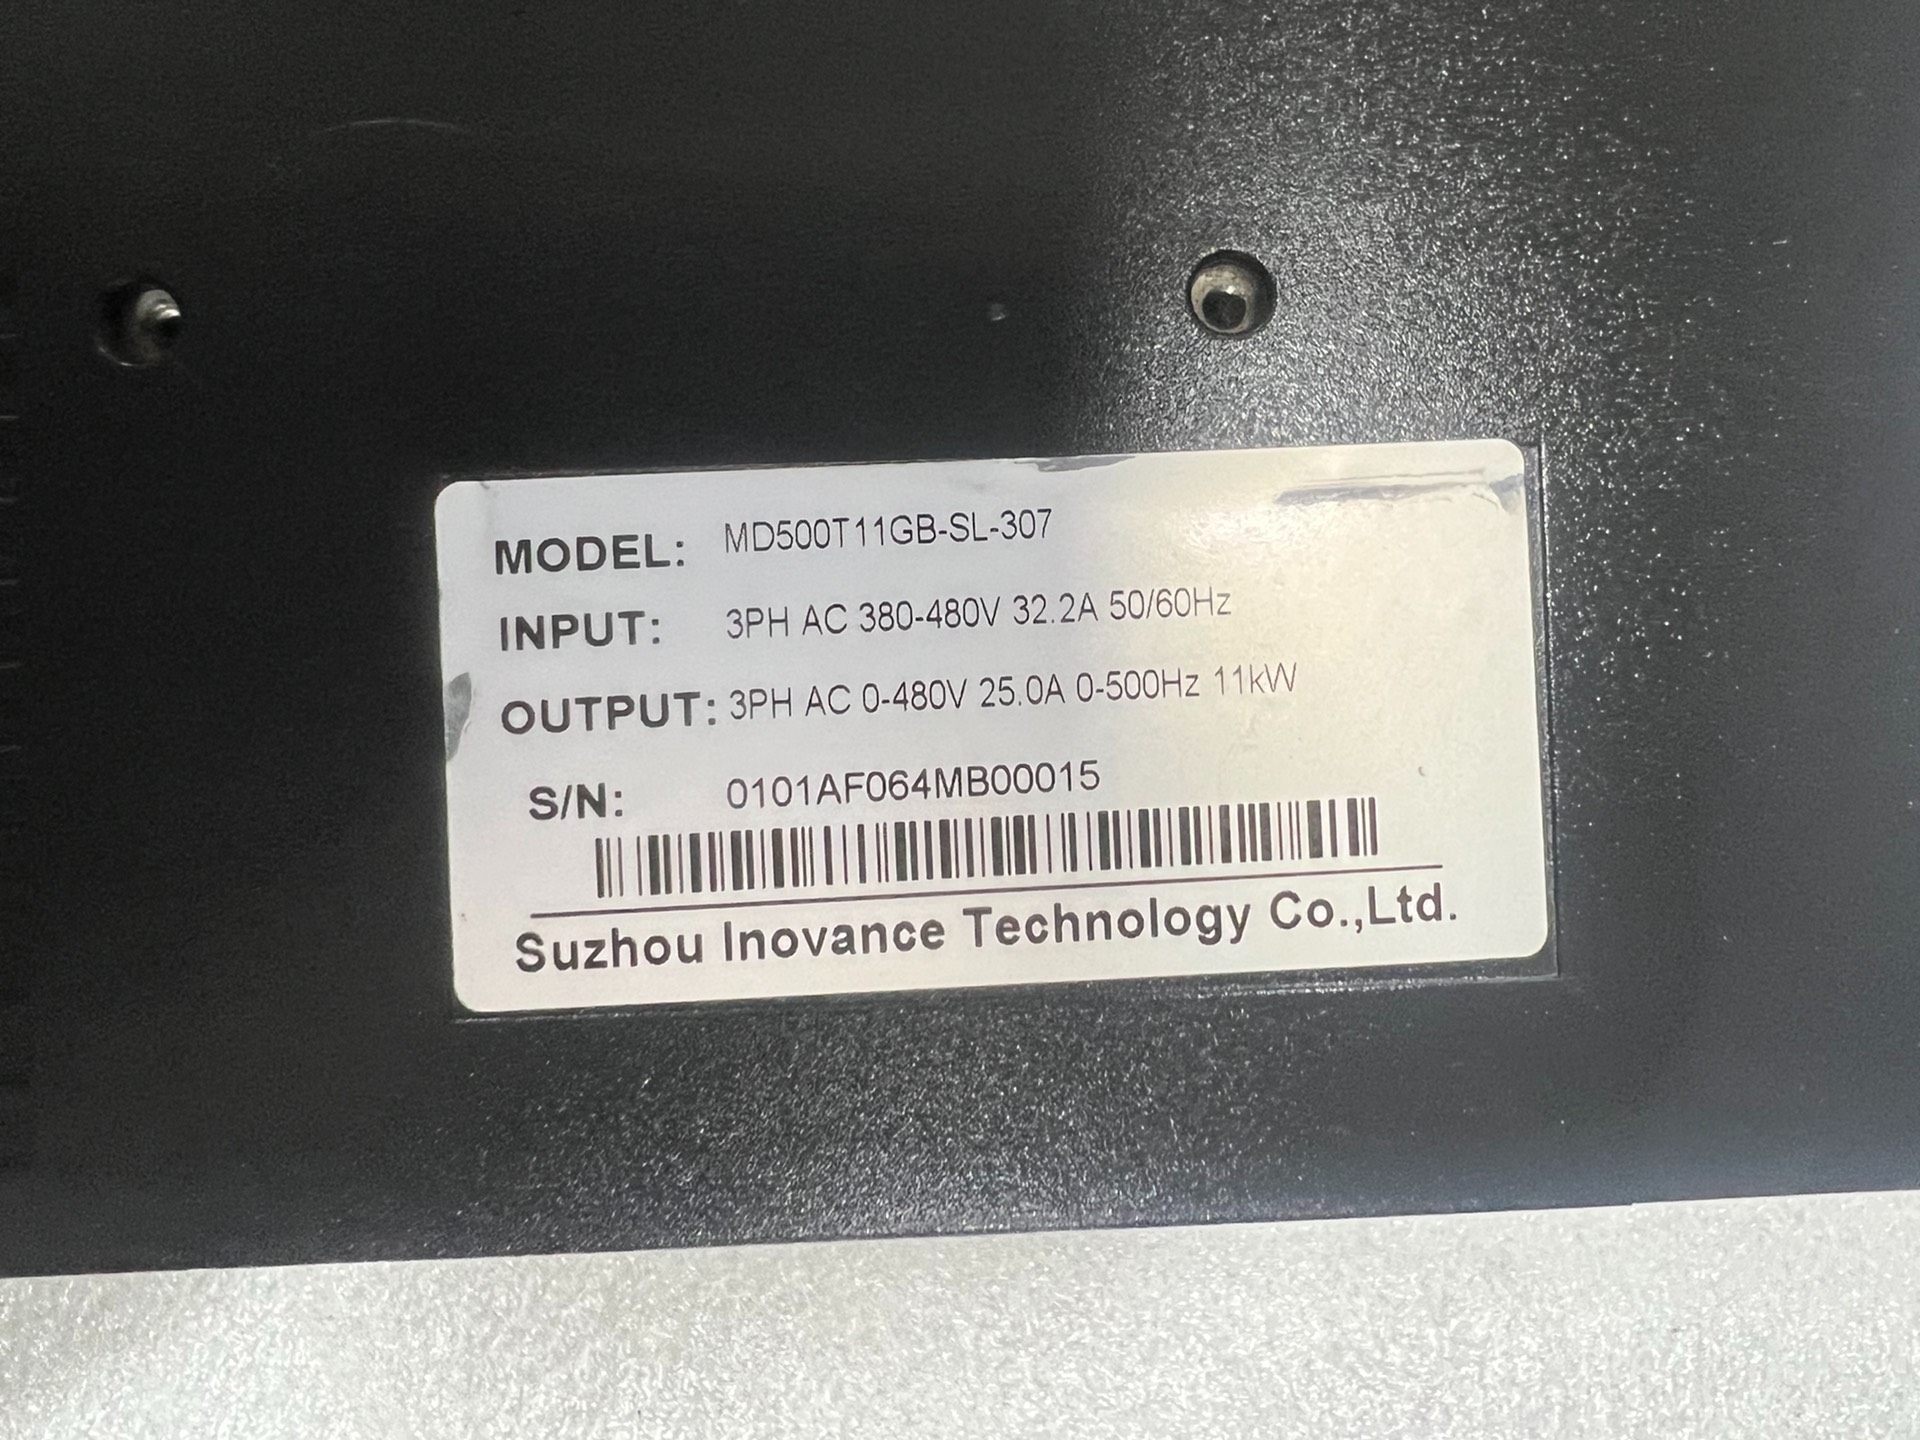 MODEL: MD500T11GB-SL-307
INPUT: 3PH AC 380-480V 32.2A 50/60Hz
OUTPUT: 3PH AC 0-480V 25.0A 0-500Hz 11kW
S/N: 0101AF064MB00015
Suzhou Inovance Technology Co.,Ltd.